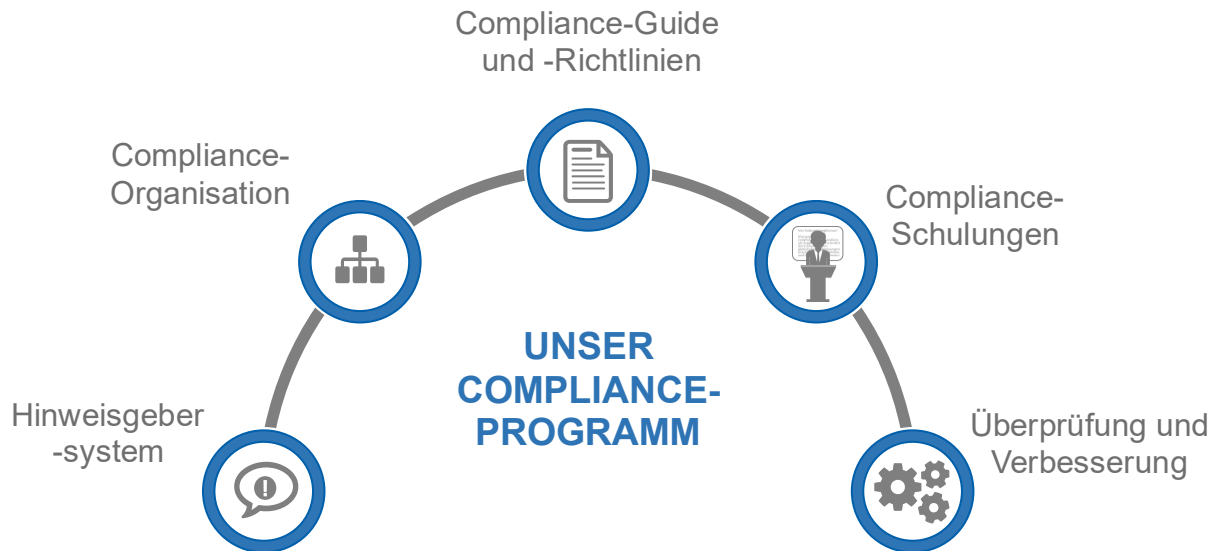 Compliance-Guide
und -Richtlinien
Compliance-
Organisation
Compliance-
Schulungen
UNSER
COMPLIANCE-
PROGRAMM
Hinweisgeber
-system
Überprüfung und
Verbesserung